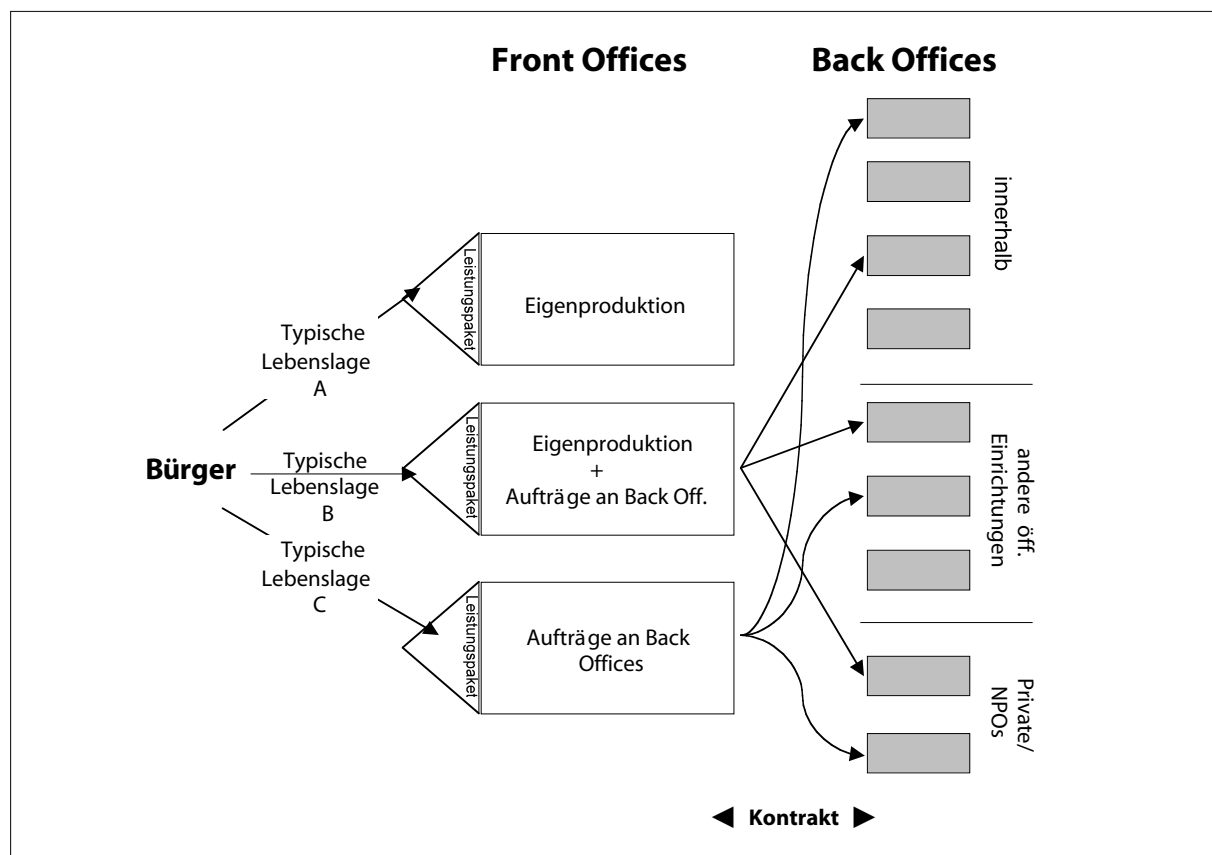 Front Offices
Back Offices
Bürger
Typische
Lebenslage
A
Typische
Lebenslage
B
Typische
Lebenslage
C
Leistungspaket
Eigenproduktion
Leistungspaket
Eigenproduktion
+
Aufträge an Back Off.
Leistungspaket
Aufträge an Back
Offices
innerhalb
andere öff.
Einrichtungen
Private/
NPOs
Kontrakt